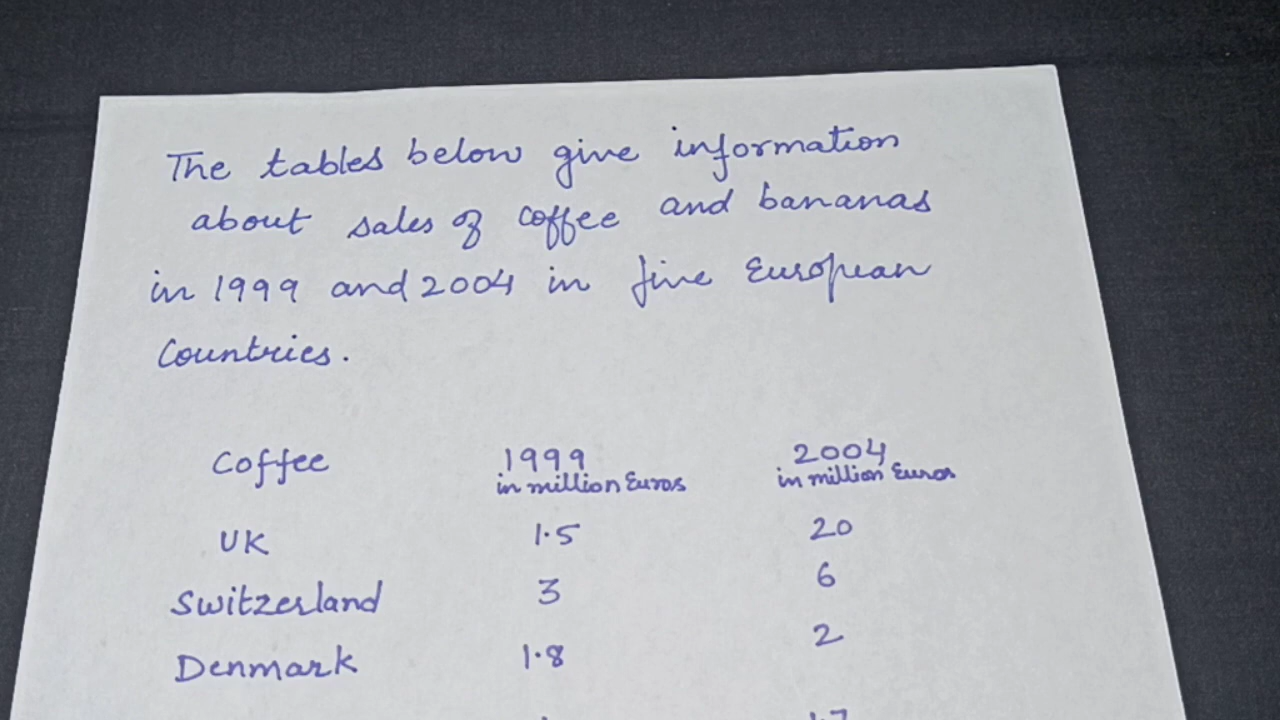 The tables below give information
about sales of coffee and bananas
in 1999 and 2004 in five European
Countries.
Coffee 1999 2004
in million Euros in million Euros
UK 1.5 20
Switzerland 3 6
Denmark 1.8 2